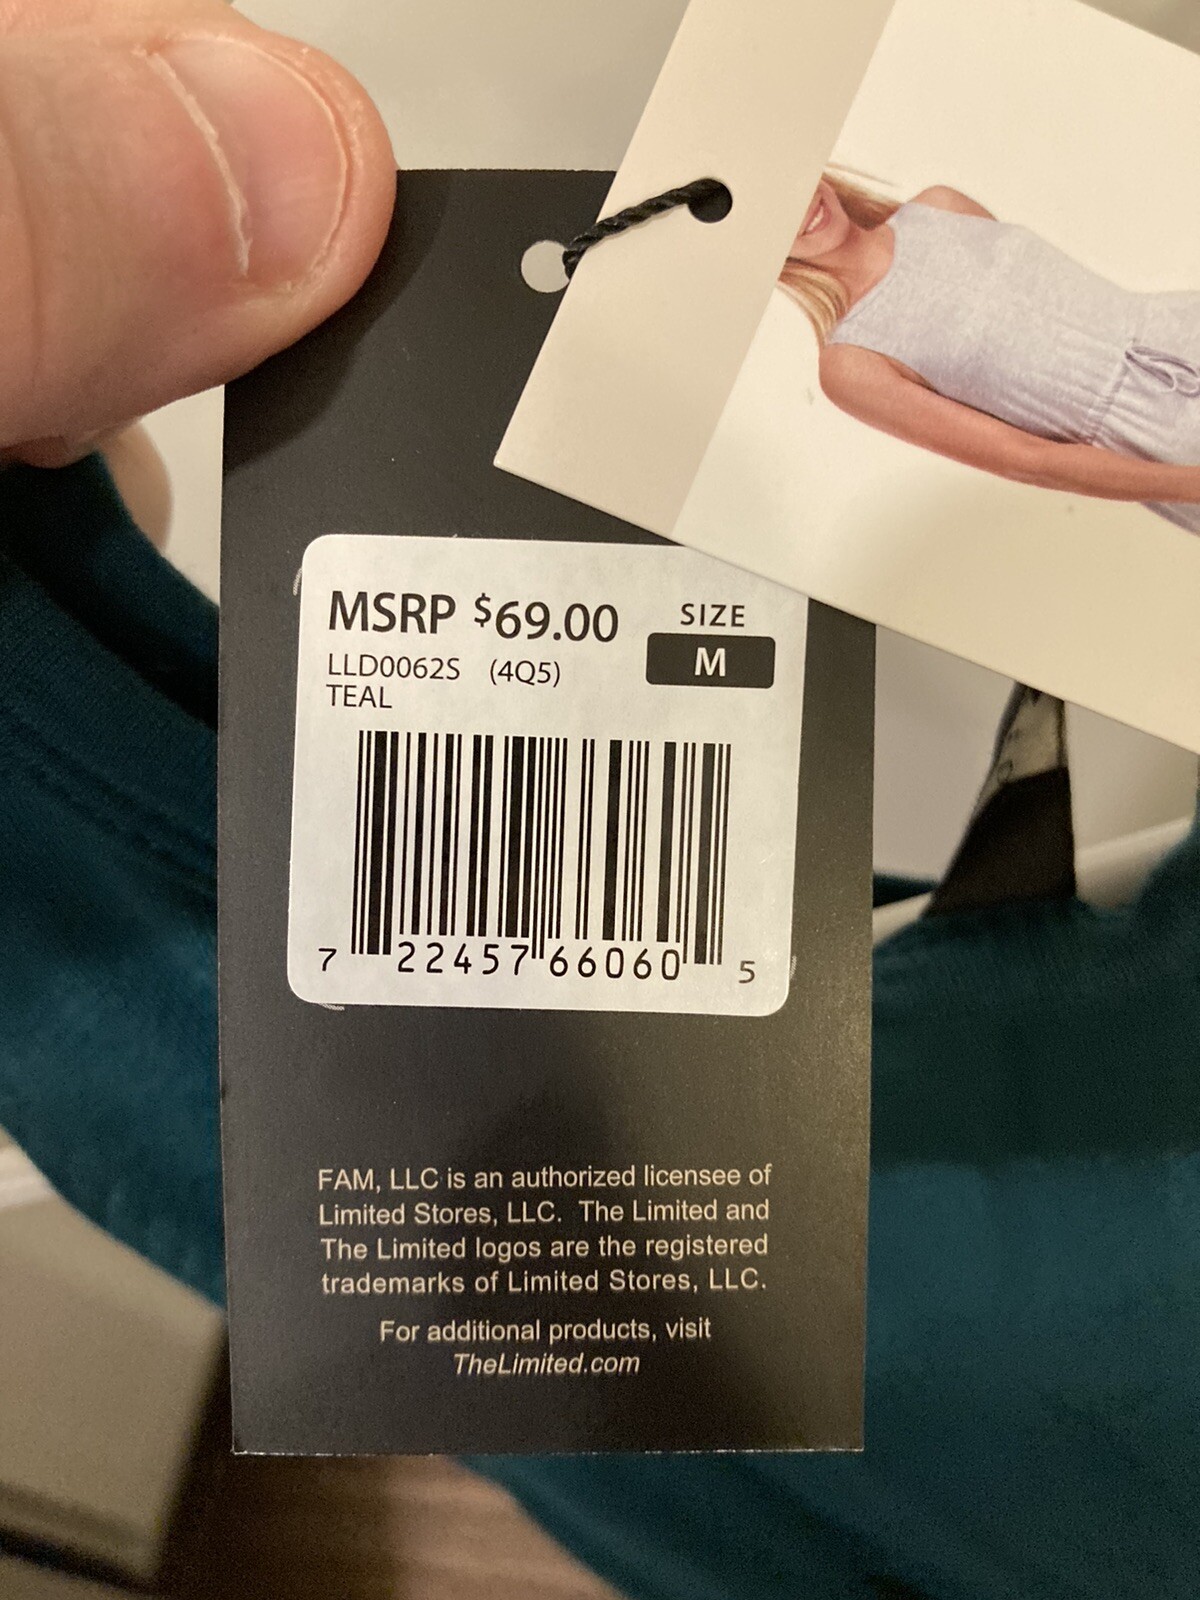 MSRP $69.00
SIZE
M
LLD0062S (4Q5)
TEAL
7 22457 66060 5
FAM, LLC is an authorized licensee of
Limited Stores, LLC. The Limited and
The Limited logos are the registered
trademarks of Limited Stores, LLC.
For additional products, visit
TheLimited.com